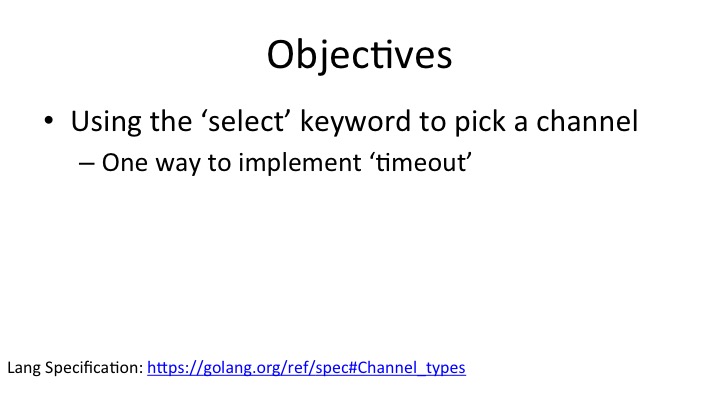 Objectives
• Using the ‘select’ keyword to pick a channel
– One way to implement ‘timeout’
Lang Specification: https://golang.org/ref/spec#Channel_types